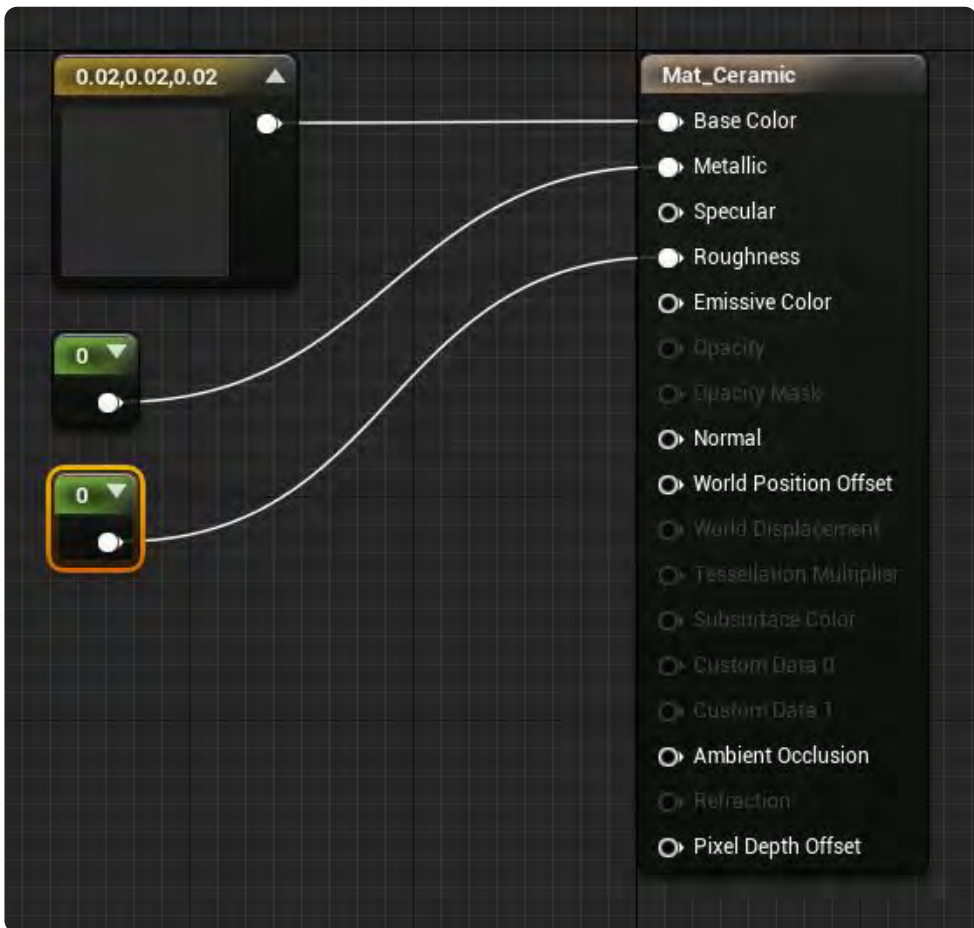 0.02,0.02,0.02
0
0
Mat_Ceramic
Base Color
Metallic
Specular
Roughness
Emissive Color
Opacity
Opacity Mask
Normal
World Position Offset
World Displacement
Tessellation Multiplier
Subsurface Color
Custom Data 0
Custom Data 1
Ambient Occlusion
Refraction
Pixel Depth Offset